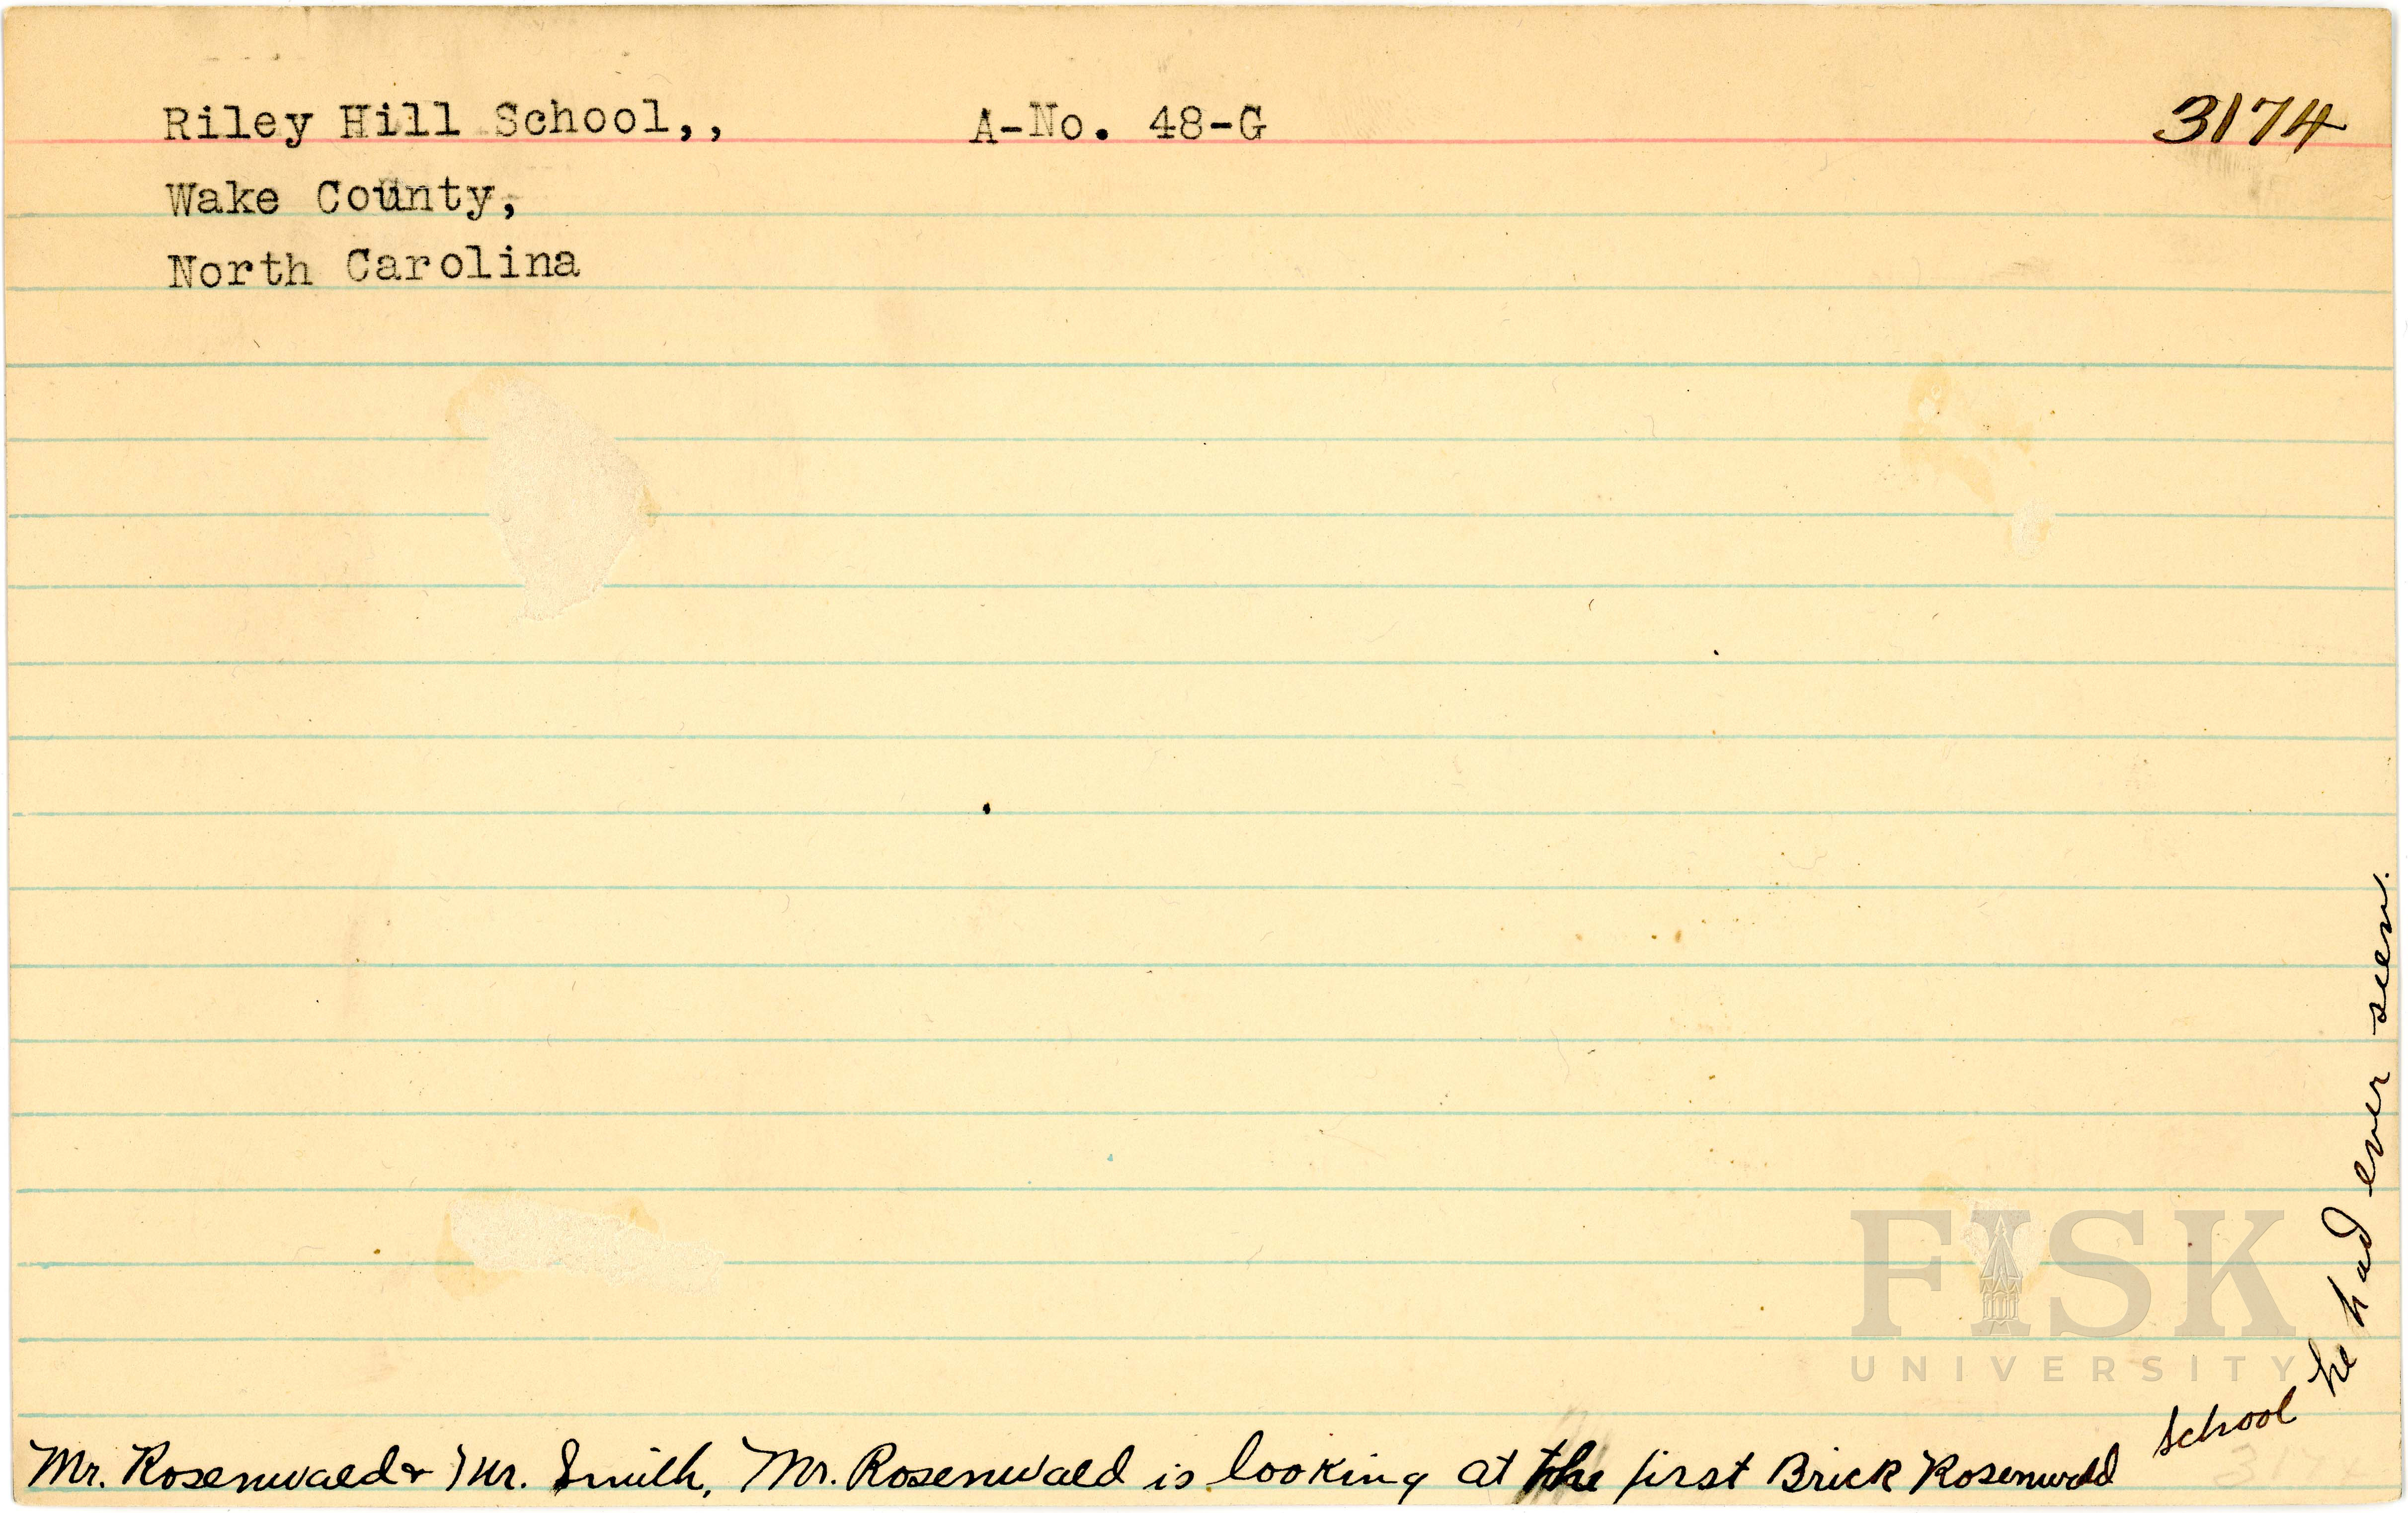 Riley Hill School,, A-No. 48-G 3174
Wake County,
North Carolina
FISK
UNIVERSITY
Mr. Rosenwald & Mr. Smith, Mr. Rosenwald is looking at the first Brick Rosenwald school he had ever seen.